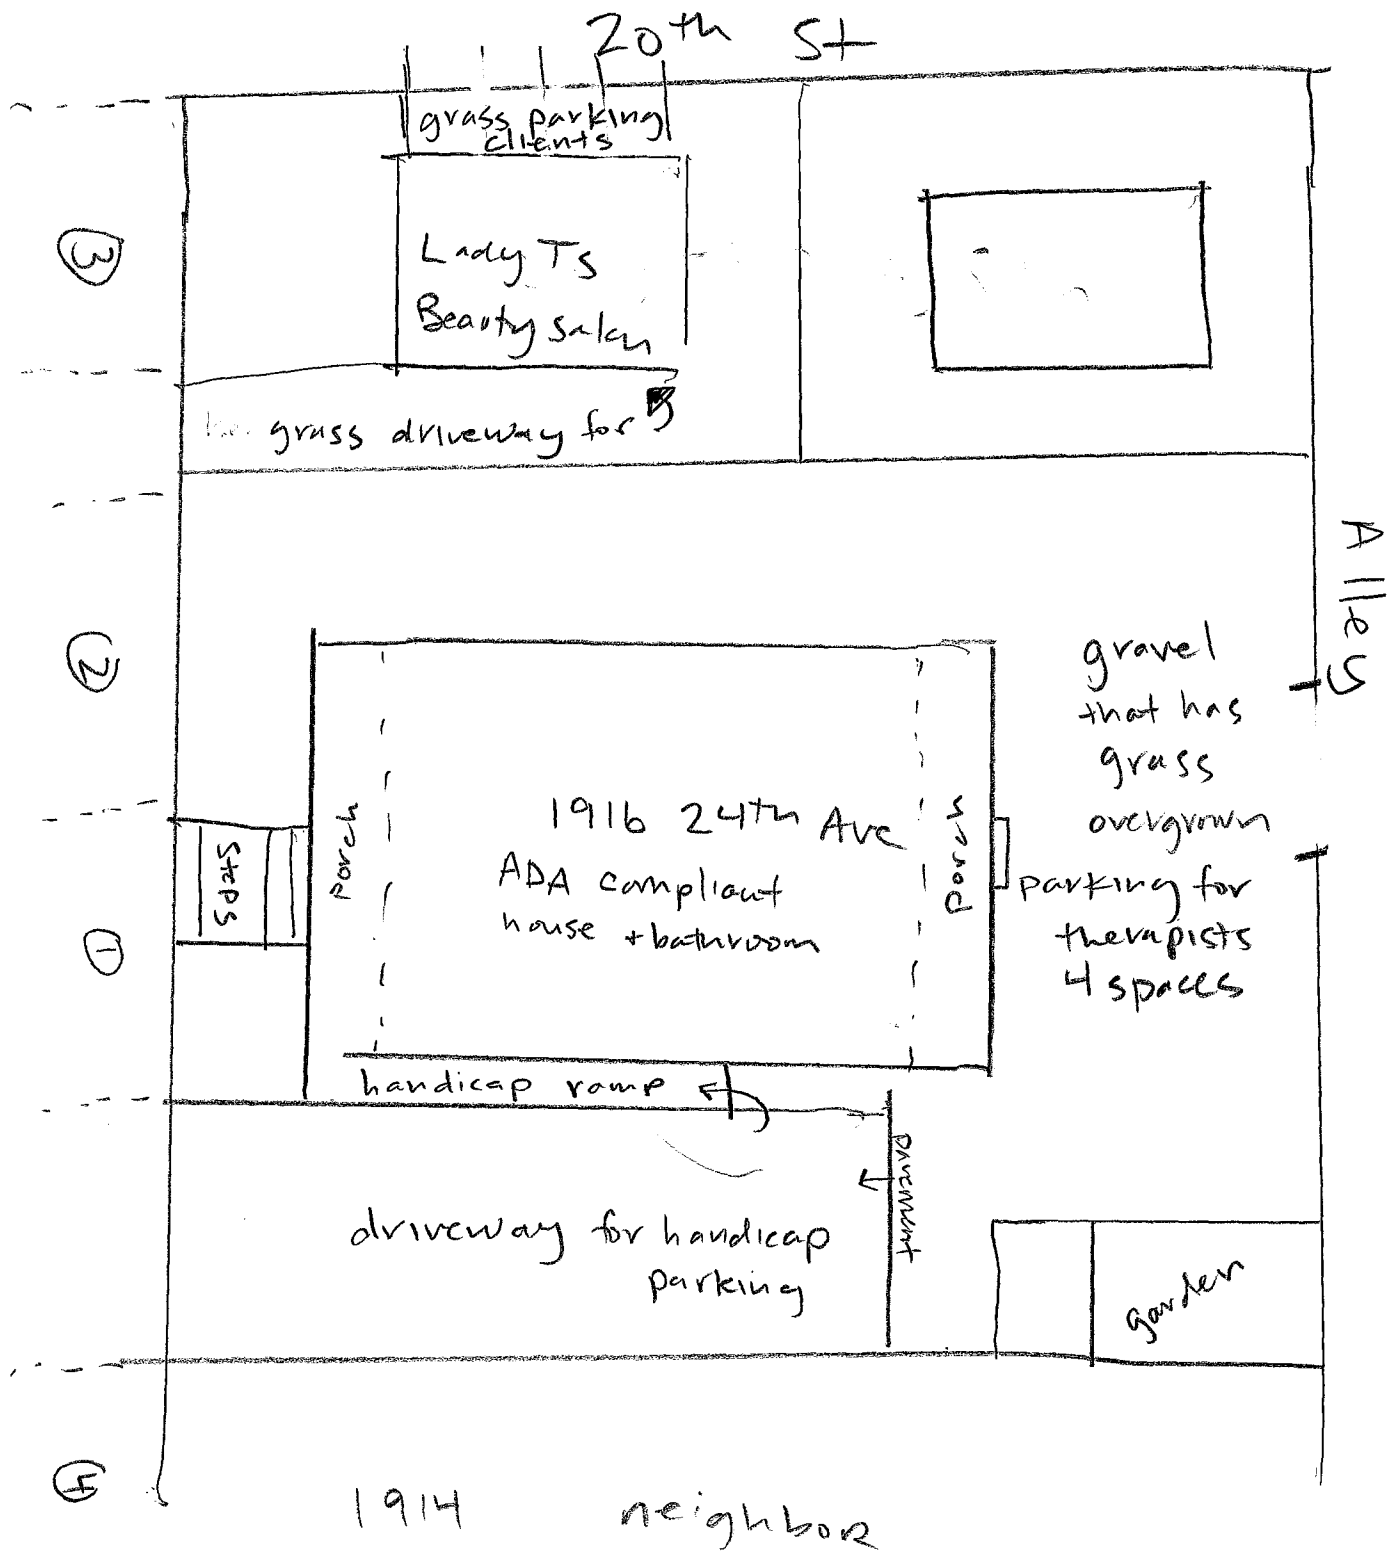 20th St
grass parking
clients
3
Lady Ts
Beauty Salon
grass driveway for
Alley
2
gravel
that has
grass
overgrown
parking for
therapists
4 spaces
porch
1916 24th Ave
ADA compliant
house + bathroom
porch
Steps
1
handicap ramp
pavement
driveway for handicap
parking
garden
4
1914 neighbor